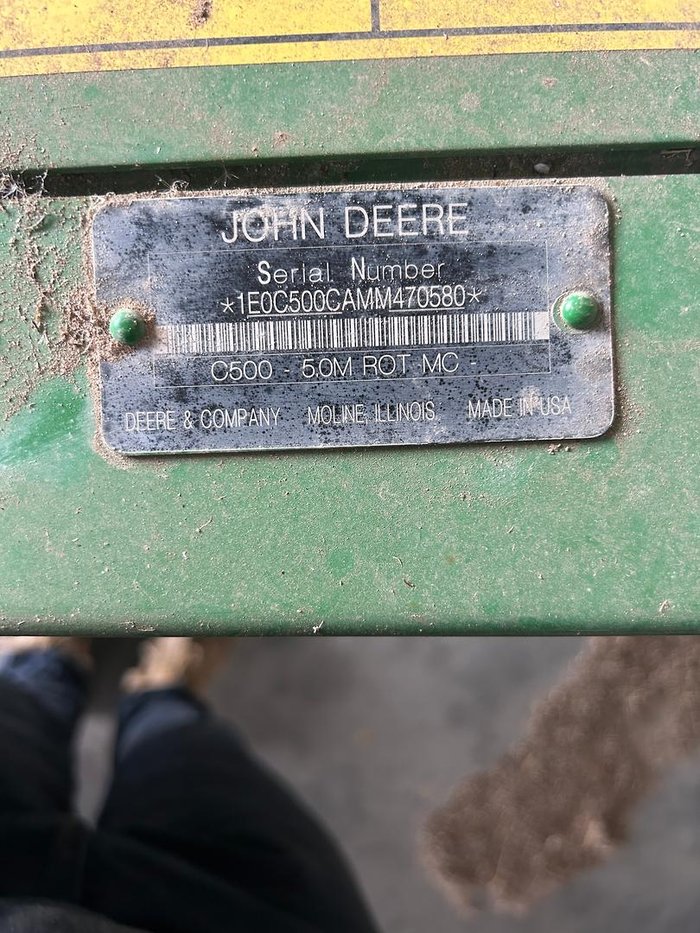 JOHN DEERE
Serial Number
*1E0C500CAMM470580*
C500 - 5.0M ROT MC -
DEERE & COMPANY MOLINE, ILLINOIS MADE IN USA